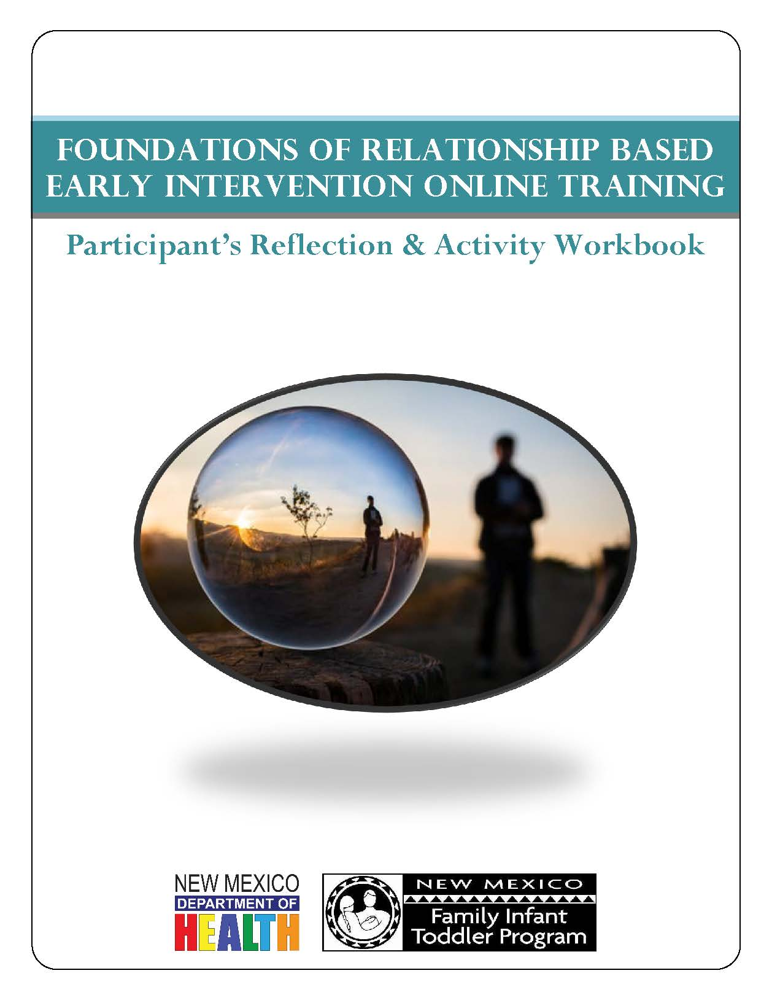 FOUNDATIONS OF RELATIONSHIP BASED
EARLY INTERVENTION ONLINE TRAINING
Participant's Reflection & Activity Workbook
NEW MEXICO
DEPARTMENT OF
HEALTH
NEW MEXICO
Family Infant
Toddler Program